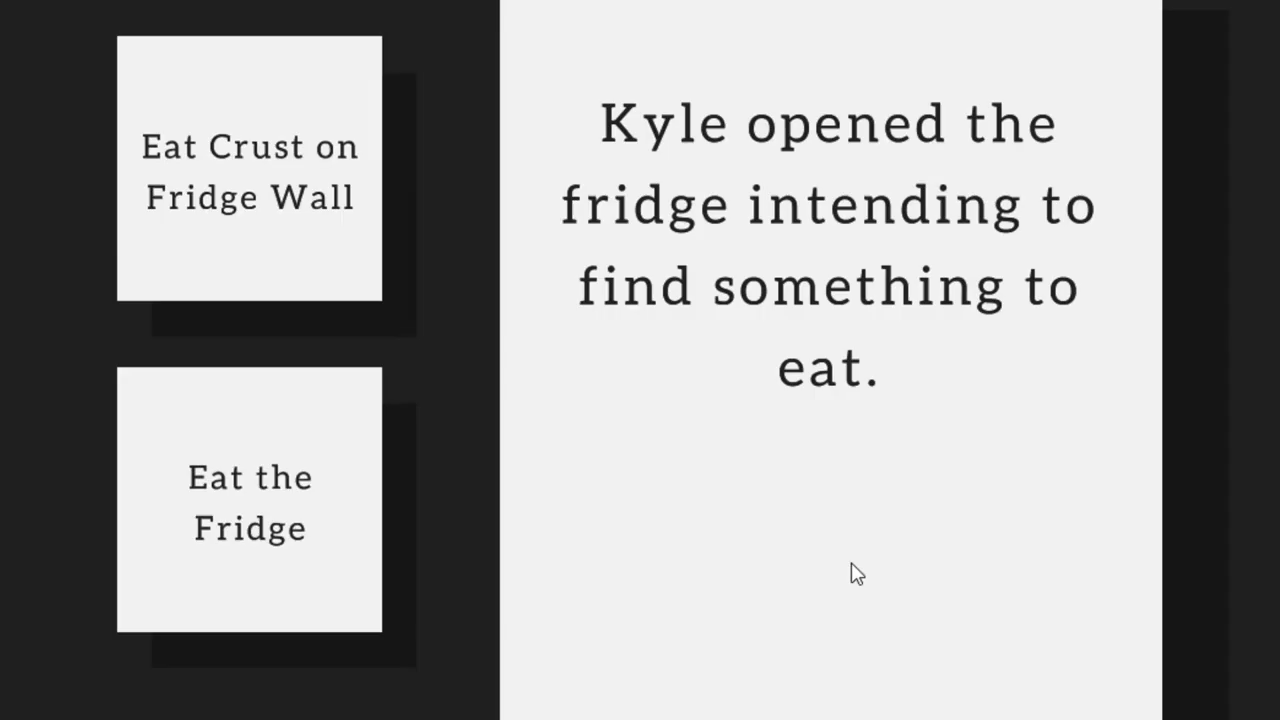 Eat Crust on
Fridge Wall
Eat the
Fridge
Kyle opened the
fridge intending to
find something to
eat.